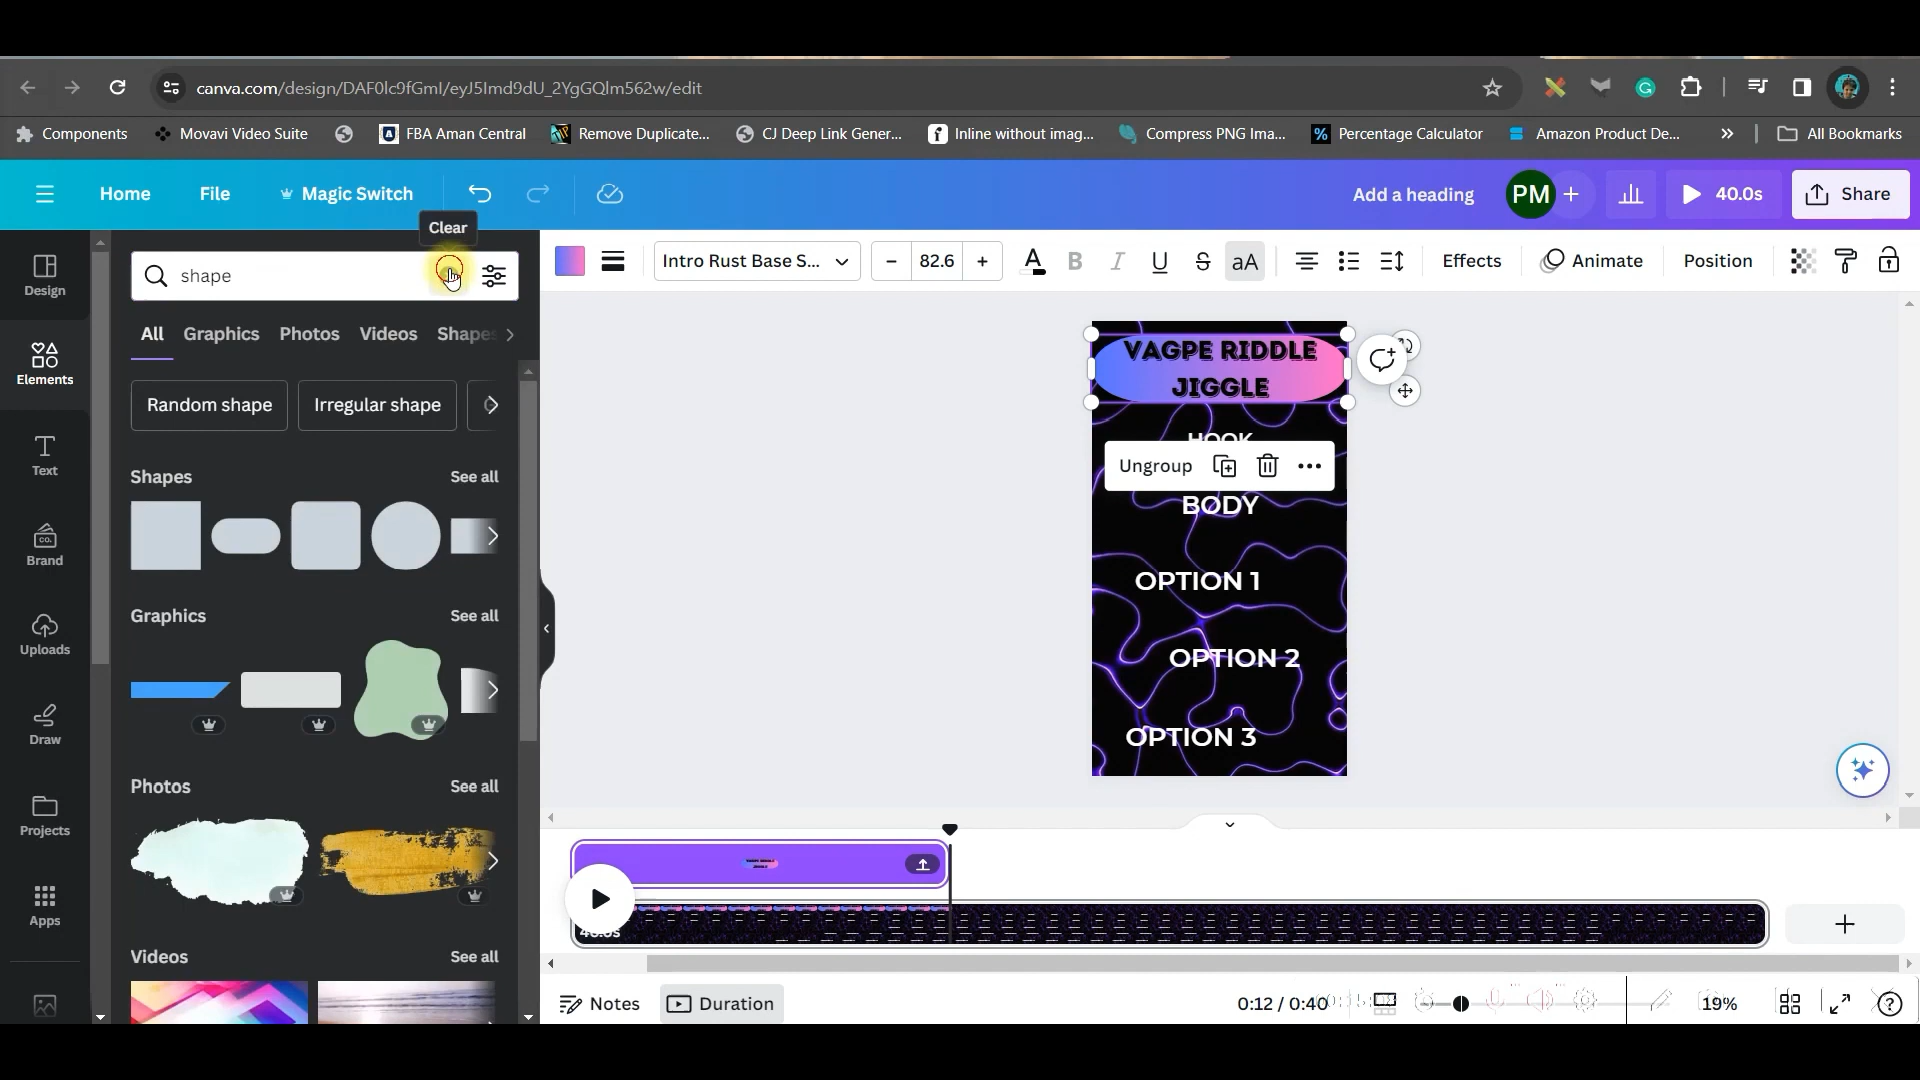 canva.com/design/DAF0lc9fGmI/eyJ5Imd9dU_2YgGQlm562w/edit
Components
Movavi Video Suite
FBA Aman Central
Remove Duplicate...
CJ Deep Link Gener...
Inline without imag...
Compress PNG Ima...
Percentage Calculator
Amazon Product De...
All Bookmarks
Home
File
Magic Switch
Add a heading
PM
40.0s
Share
Clear
shape
Intro Rust Base S...
82.6
A
B
I
U
S
aA
Effects
Animate
Position
Design
Elements
Text
Brand
Uploads
Draw
Projects
Apps
All
Graphics
Photos
Videos
Shapes
Random shape
Irregular shape
Shapes
See all
Graphics
See all
Photos
See all
Videos
See all
VAGPE RIDDLE
JIGGLE
HOOK
Ungroup
BODY
OPTION 1
OPTION 2
OPTION 3
Notes
Duration
0:12 / 0:40
19%